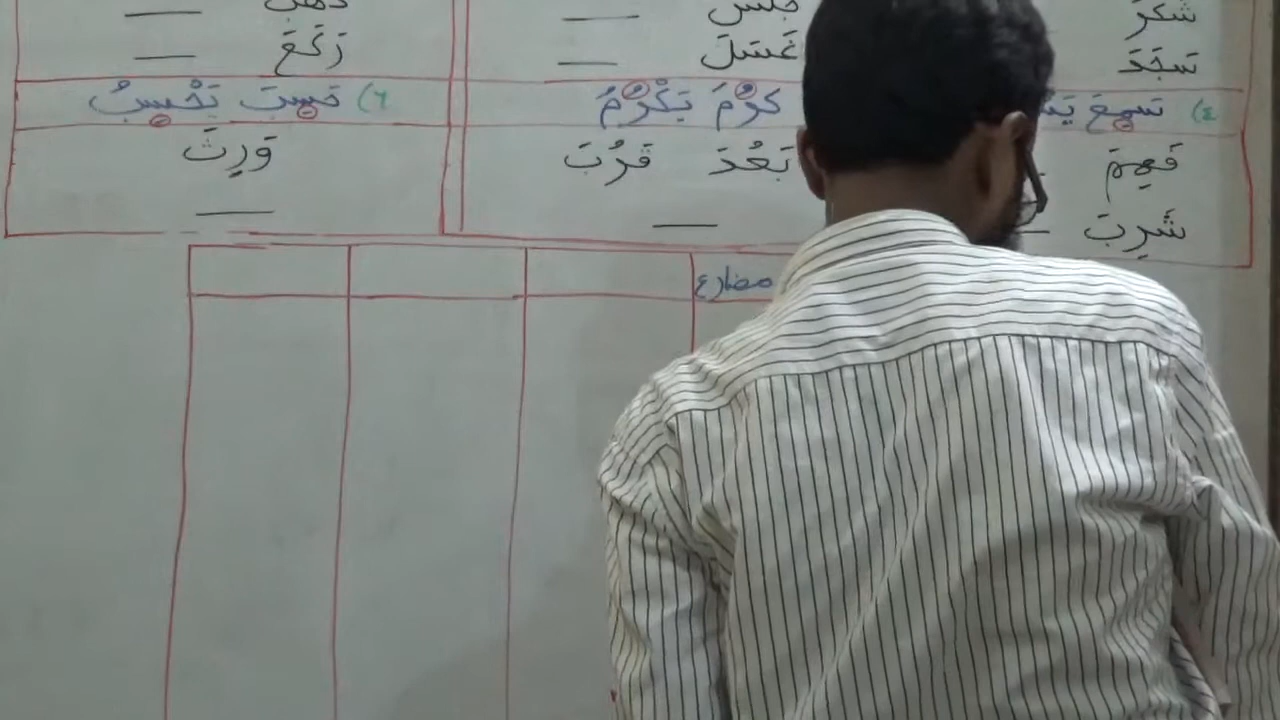 شَكَرَ جَلَسَ ذَهَبَ
سَجَدَ غَسَلَ رَكَعَ
٤) سَمِعَ كَرُمَ يَكْرُمُ ٦) حَسِبَ يَحْسِبُ
فَهِمَ بَعُدَ قَرُبَ وَرِثَ
شَرِبَ
مضارع